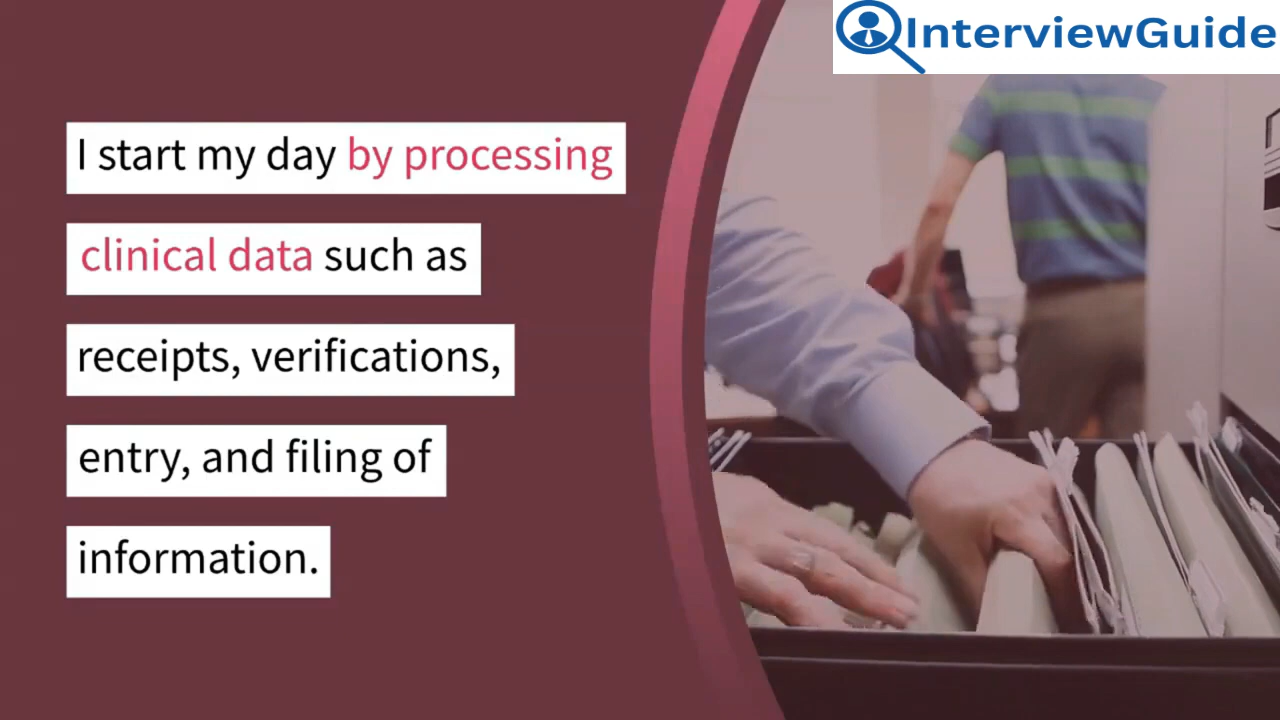 InterviewGuide
I start my day by processing
clinical data such as
receipts, verifications,
entry, and filing of
information.